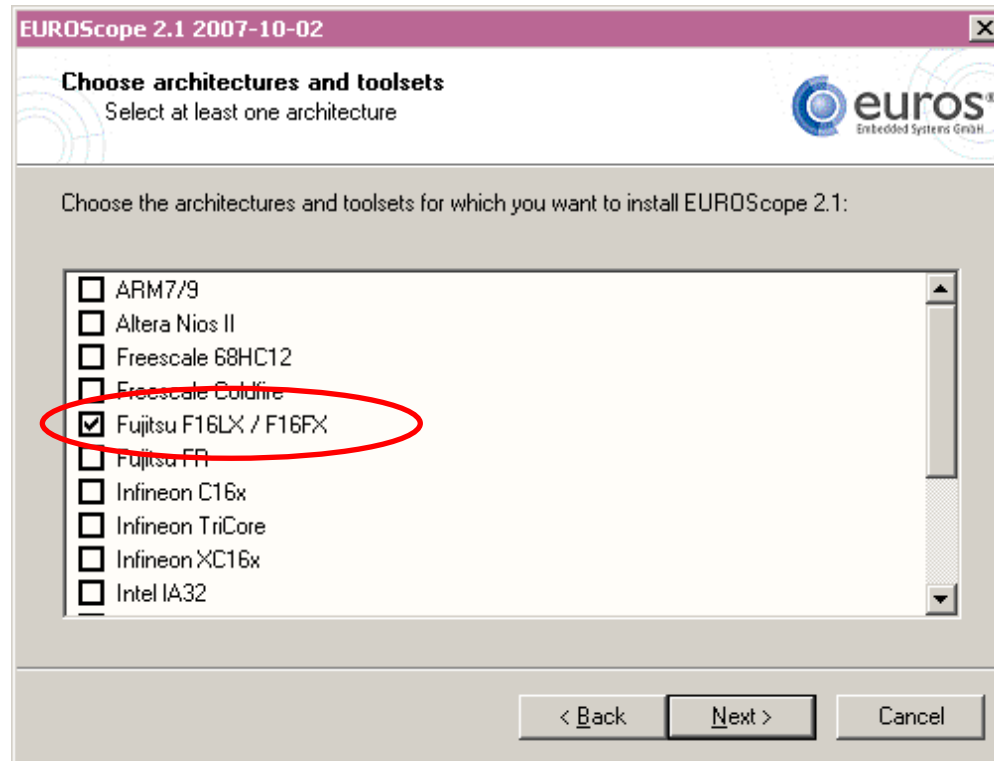 EUROScope 2.1 2007-10-02
Choose architectures and toolsets
Select at least one architecture
euros®
Embedded Systems GmbH
Choose the architectures and toolsets for which you want to install EUROScope 2.1:
ARM7/9
Altera Nios II
Freescale 68HC12
Freescale Coldfire
Fujitsu F16LX / F16FX
Fujitsu FR
Infineon C16x
Infineon TriCore
Infineon XC16x
Intel IA32
< Back
Next >
Cancel